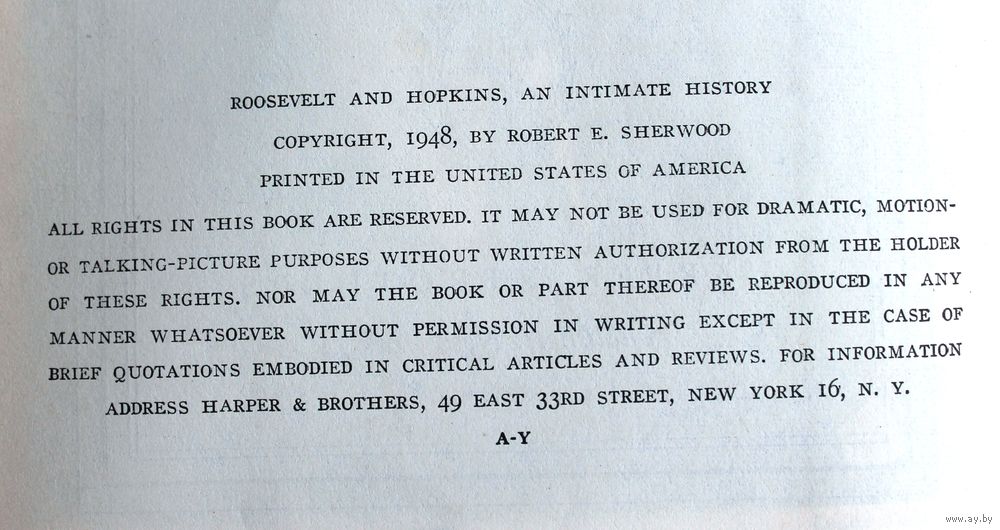 ROOSEVELT AND HOPKINS, AN INTIMATE HISTORY
COPYRIGHT, 1948, BY ROBERT E. SHERWOOD
PRINTED IN THE UNITED STATES OF AMERICA
ALL RIGHTS IN THIS BOOK ARE RESERVED. IT MAY NOT BE USED FOR DRAMATIC, MOTION-
OR TALKING-PICTURE PURPOSES WITHOUT WRITTEN AUTHORIZATION FROM THE HOLDER
OF THESE RIGHTS. NOR MAY THE BOOK OR PART THEREOF BE REPRODUCED IN ANY
MANNER WHATSOEVER WITHOUT PERMISSION IN WRITING EXCEPT IN THE CASE OF
BRIEF QUOTATIONS EMBODIED IN CRITICAL ARTICLES AND REVIEWS. FOR INFORMATION
ADDRESS HARPER & BROTHERS, 49 EAST 33RD STREET, NEW YORK 16, N. Y.
A-Y
www.ay.by